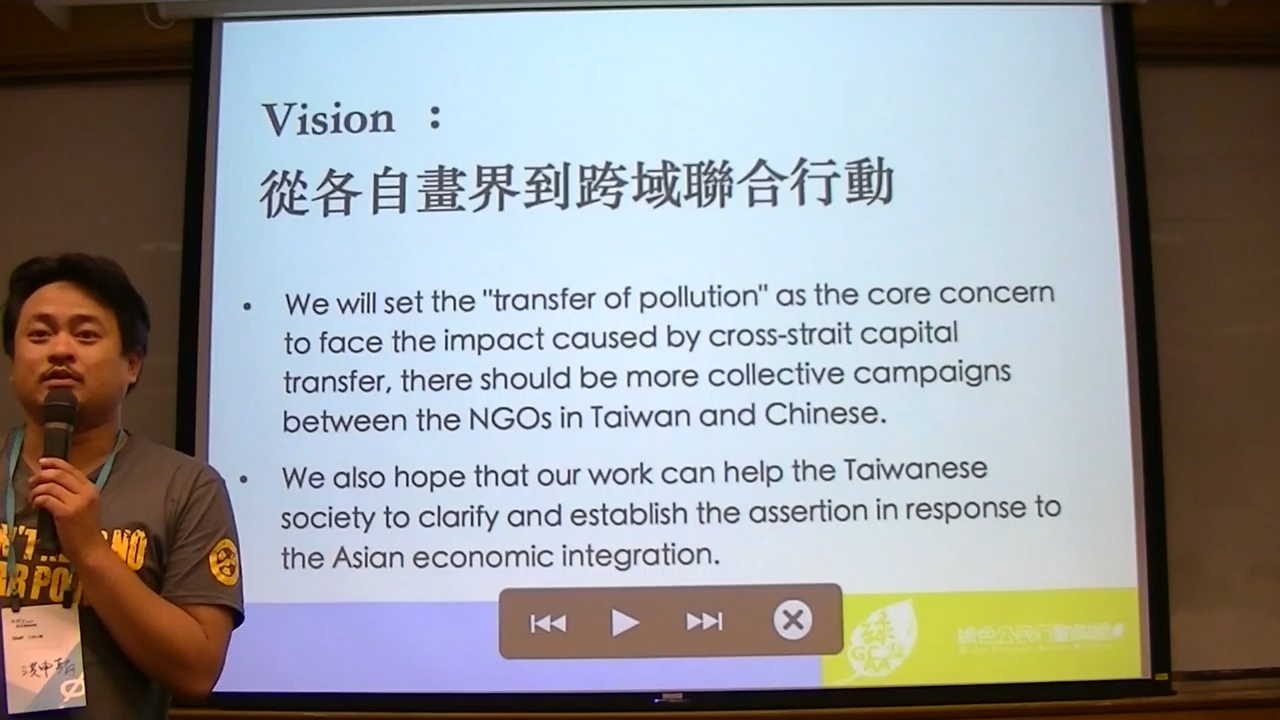 Vision ：
從各自畫界到跨域聯合行動
• We will set the "transfer of pollution" as the core concern
to face the impact caused by cross-strait capital
transfer, there should be more collective campaigns
between the NGOs in Taiwan and Chinese.
• We also hope that our work can help the Taiwanese
society to clarify and establish the assertion in response to
the Asian economic integration.
綠色公民行動聯盟
洪申翰